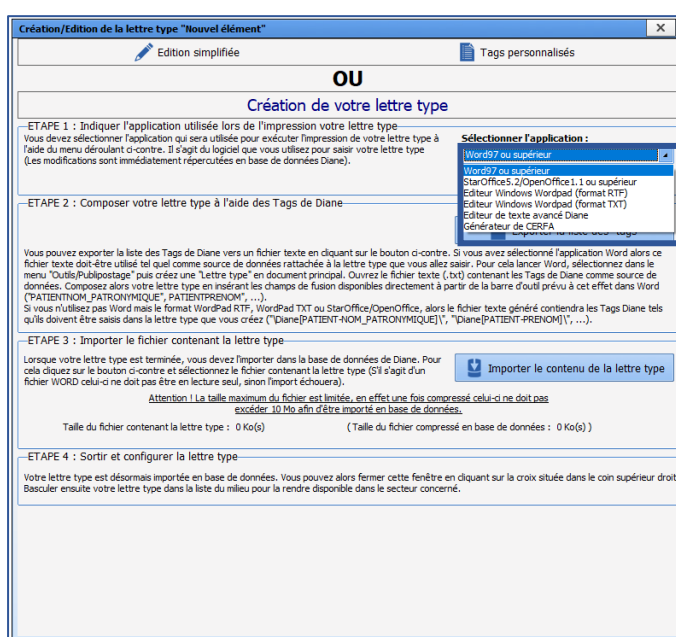 Création/Edition de la lettre type "Nouvel élément"
Edition simplifiée
Tags personnalisés
OU
Création de votre lettre type
ETAPE 1 : Indiquer l'application utilisée lors de l'impression votre lettre type
Vous devez sélectionner l'application qui sera utilisée pour exécuter l'impression de votre lettre type à
l'aide du menu déroulant ci-contre. Il s'agit du logiciel que vous utilisez pour saisir votre lettre type
(Les modifications sont immédiatement répercutées en base de données Diane).
Sélectionner l'application :
Word97 ou supérieur
Word97 ou supérieur
StarOffice5.2/OpenOffice1.1 ou supérieur
Editeur Windows Wordpad (format RTF)
Editeur Windows Wordpad (format TXT)
Editeur de texte avancé Diane
Générateur de CERFA
ETAPE 2 : Composer votre lettre type à l'aide des Tags de Diane
Exporter la liste des tags
Vous pouvez exporter la liste des Tags de Diane vers un fichier texte en cliquant sur le bouton ci-contre. Si vous avez sélectionné l'application Word alors ce
fichier texte doit-être utilisé tel quel comme source de données rattachée à la lettre type que vous allez saisir. Pour cela lancer Word, sélectionnez dans le
menu "Outils/Publipostage" puis créez une "Lettre type" en document principal. Ouvrez le fichier texte (.txt) contenant les Tags de Diane comme source de
données. Composez alors votre lettre type en insérant les champs de fusion disponibles directement à partir de la barre d'outil prévu à cet effet dans Word
("PATIENTNOM_PATRONYMIQUE", PATIENTPRENOM", ...).
Si vous n'utilisez pas Word mais le format WordPad RTF, WordPad TXT ou StarOffice/OpenOffice, alors le fichier texte généré contiendra les Tags Diane tels
qu'ils doivent être saisis dans la lettre type que vous créez ("\Diane[PATIENT-NOM_PATRONYMIQUE]\", "\Diane[PATIENT-PRENOM]\", ...).
ETAPE 3 : Importer le fichier contenant la lettre type
Lorsque votre lettre type est terminée, vous devez l'importer dans la base de données de Diane. Pour
cela cliquez sur le bouton ci-contre et sélectionnez le fichier contenant la lettre type (S'il s'agit d'un
fichier WORD celui-ci ne doit pas être en lecture seul, sinon l'import échouera).
Importer le contenu de la lettre type
Attention ! La taille maximum du fichier est limitée, en effet une fois compressé celui-ci ne doit pas
excéder 10 Mo afin d'être importé en base de données.
Taille du fichier contenant la lettre type : 0 Ko(s)
( Taille du fichier compressé en base de données : 0 Ko(s) )
ETAPE 4 : Sortir et configurer la lettre type
Votre lettre type est désormais importée en base de données. Vous pouvez alors fermer cette fenêtre en cliquant sur la croix située dans le coin supérieur droit
Basculer ensuite votre lettre type dans la liste du milieu pour la rendre disponible dans le secteur concerné.